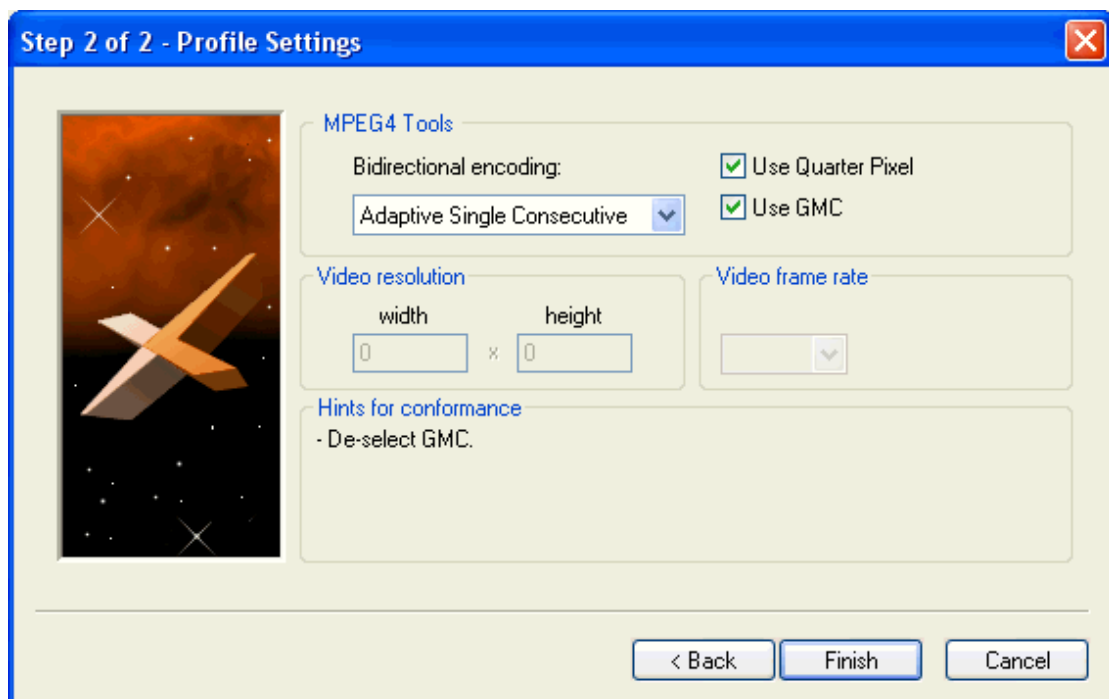 Step 2 of 2 - Profile Settings
MPEG4 Tools
Bidirectional encoding:
Adaptive Single Consecutive
Use Quarter Pixel
Use GMC
Video resolution
width
height
0
x
0
Video frame rate
Hints for conformance
- De-select GMC.
< Back
Finish
Cancel